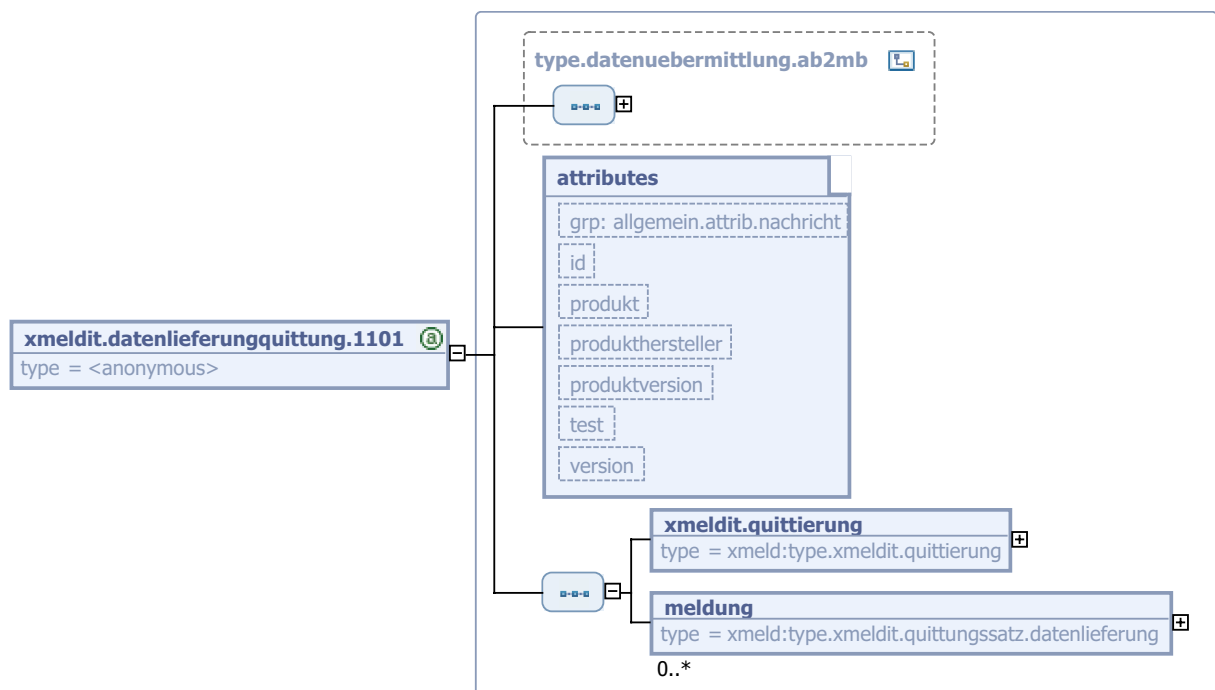 type.datenuebermittlung.ab2mb
attributes
grp: allgemein.attrib.nachricht
id
produkt
produkthersteller
produktversion
test
version
xmeldit.datenlieferungquittung.1101 @
type = <anonymous>
xmeldit.quittierung
type = xmeld:type.xmeldit.quittierung
meldung
type = xmeld:type.xmeldit.quittungssatz.datenlieferung
0..*